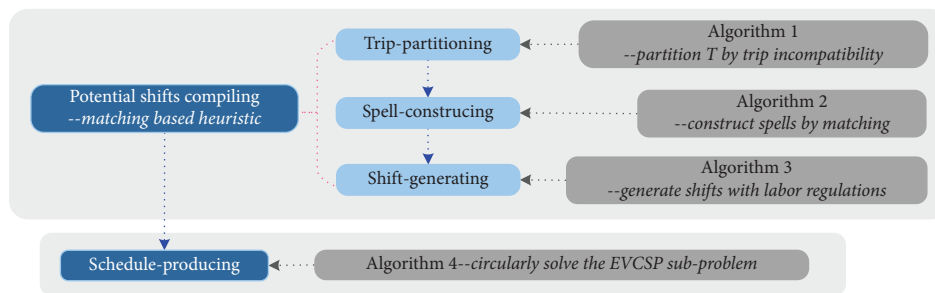 Trip-partitioning
Algorithm 1
--partition T by trip incompatibility
Potential shifts compiling
--matching based heuristic
Spell-construcing
Algorithm 2
--construct spells by matching
Shift-generating
Algorithm 3
--generate shifts with labor regulations
Schedule-producing
Algorithm 4--circularly solve the EVCSP sub-problem